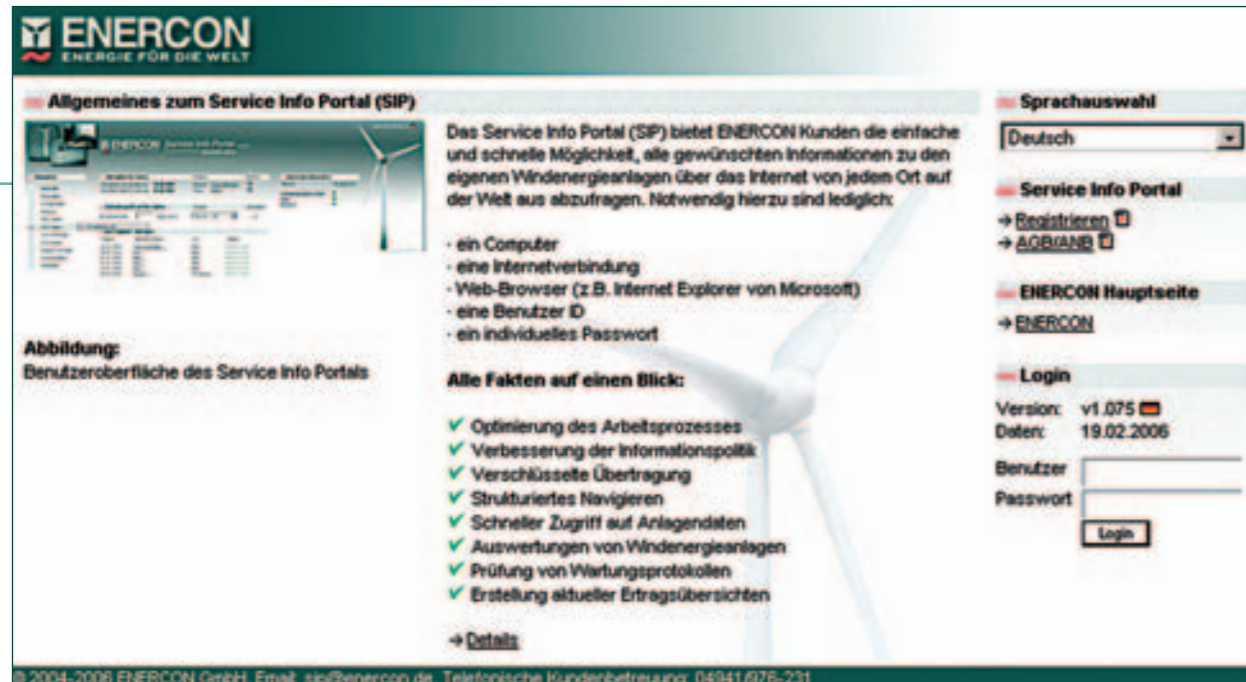 ENERCON
ENERGIE FÜR DIE WELT
Allgemeines zum Service Info Portal (SIP)
ENERCON Service Info Portal
Abbildung:
Benutzeroberfläche des Service Info Portals
Das Service Info Portal (SIP) bietet ENERCON Kunden die einfache
und schnelle Möglichkeit, alle gewünschten Informationen zu den
eigenen Windenergieanlagen über das Internet von jedem Ort auf
der Welt aus abzufragen. Notwendig hierzu sind lediglich:
- ein Computer
- eine Internetverbindung
- Web-Browser (z.B. Internet Explorer von Microsoft)
- eine Benutzer ID
- ein individuelles Passwort
Alle Fakten auf einen Blick:
✓ Optimierung des Arbeitsprozesses
✓ Verbesserung der Informationspolitik
✓ Verschlüsselte Übertragung
✓ Strukturiertes Navigieren
✓ Schneller Zugriff auf Anlagendaten
✓ Auswertungen von Windenergieanlagen
✓ Prüfung von Wartungsprotokollen
✓ Erstellung aktueller Ertragsübersichten
→ Details
Sprachauswahl
Deutsch
Service Info Portal
→ Registrieren
→ AGB/ANB
ENERCON Hauptseite
→ ENERCON
Login
Version: v1.075
Daten: 19.02.2006
Benutzer
Passwort
Login
© 2004-2006 ENERCON GmbH, Email: sip@enercon.de, Telefonische Kundenbetreuung: 04941/976-231